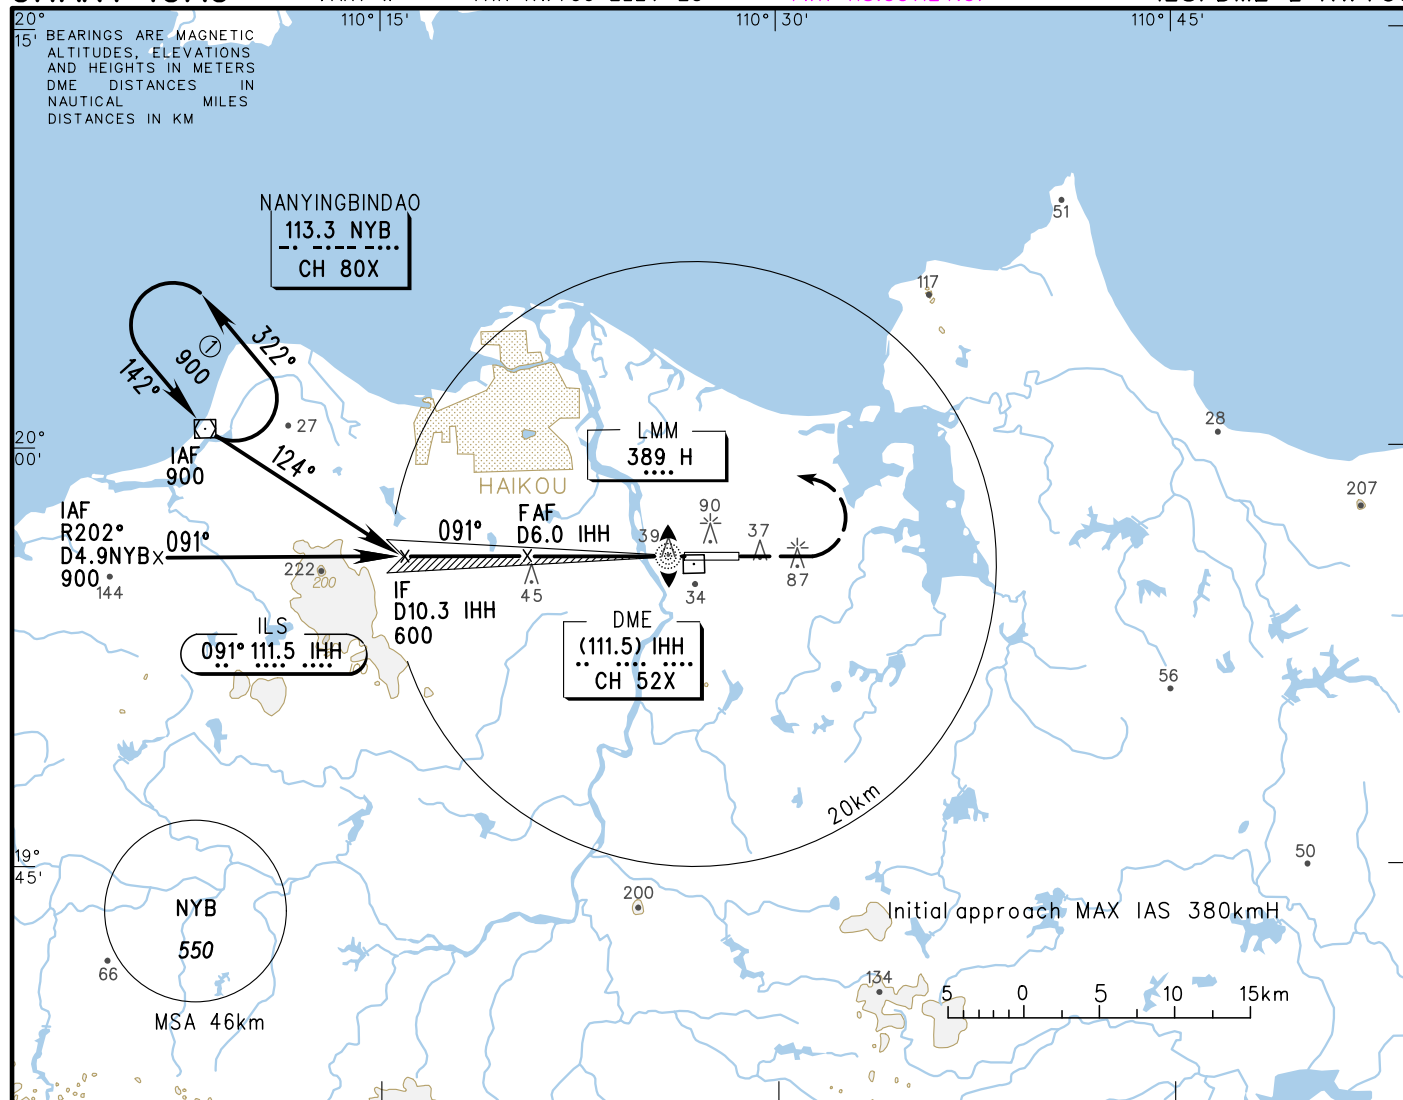 110° 15'
110° 30'
110° 45'
20°
15'
BEARINGS ARE MAGNETIC
ALTITUDES, ELEVATIONS
AND HEIGHTS IN METERS
DME DISTANCES IN
NAUTICAL MILES
DISTANCES IN KM
NANYINGBINDAO
113.3 NYB
CH 80X
51
117
322°
1
900
142°
27
28
IAF
900
124°
20°
00'
LMM
389 H
HAIKOU
207
IAF
R202°
D4.9NYB
900
091°
091°
FAF
D6.0 IHH
39
90
37
87
144
222
200
45
34
IF
D10.3 IHH
600
ILS
091° 111.5 IHH
DME
(111.5) IHH
CH 52X
56
20km
19°
45'
50
200
NYB
550
Initial approach MAX IAS 380kmH
66
MSA 46km
134
5 0 5 10 15km